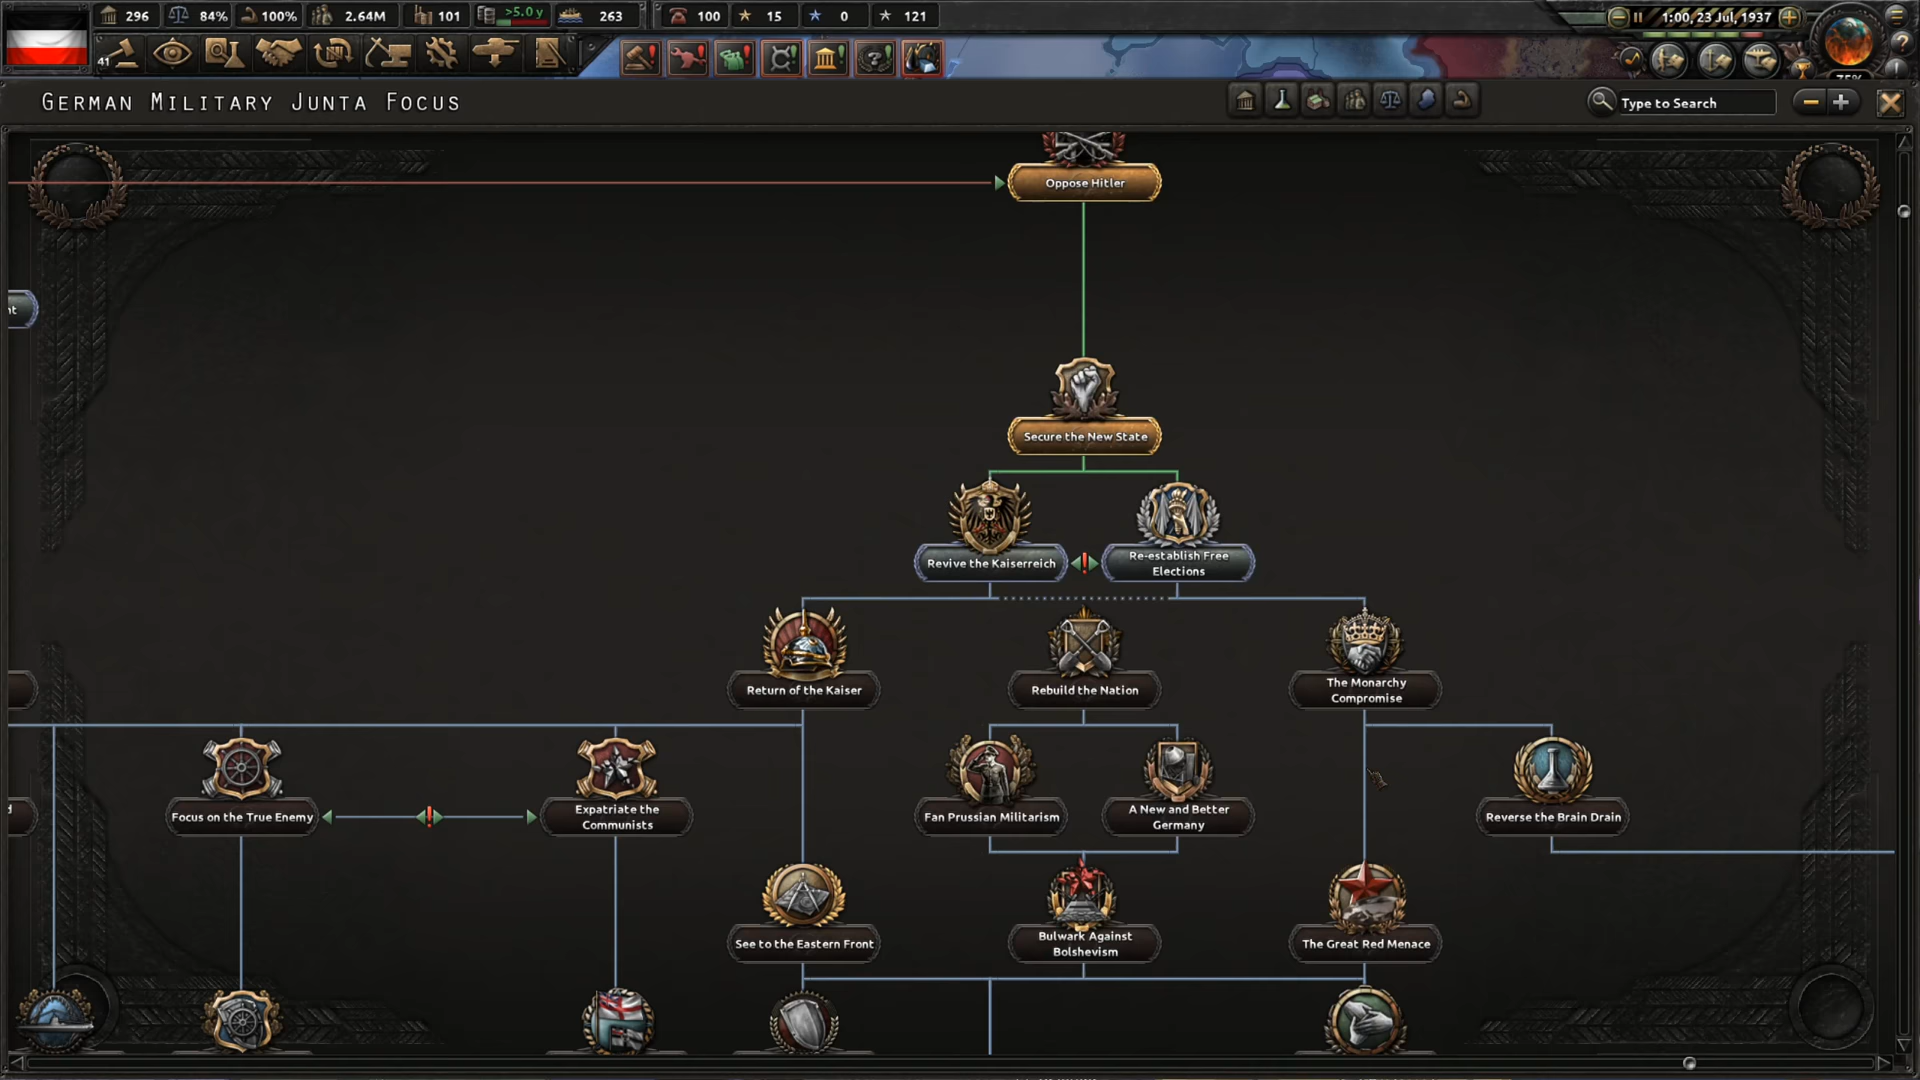 296
84%
100%
2.64M
101
>5.0 y
263
100
15
0
121
1:00, 23 Jul, 1937
41
75%
German Military Junta Focus
Type to Search
Oppose Hitler
nt
Secure the New State
Revive the Kaiserreich
Re-establish Free
Elections
Return of the Kaiser
Rebuild the Nation
The Monarchy
Compromise
Focus on the True Enemy
Expatriate the
Communists
Fan Prussian Militarism
A New and Better
Germany
Reverse the Brain Drain
d
See to the Eastern Front
Bulwark Against
Bolshevism
The Great Red Menace